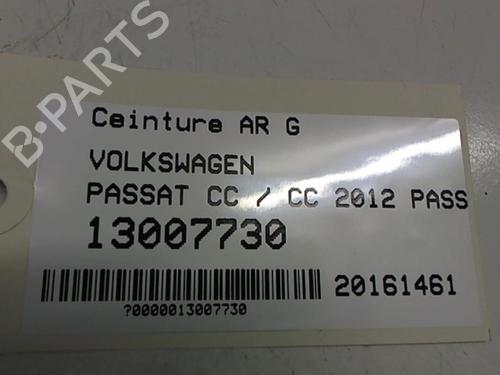 B-PARTS
Ceinture AR G
VOLKSWAGEN
PASSAT CC / CC 2012 PASS
13007730
20161461
?0000013007730